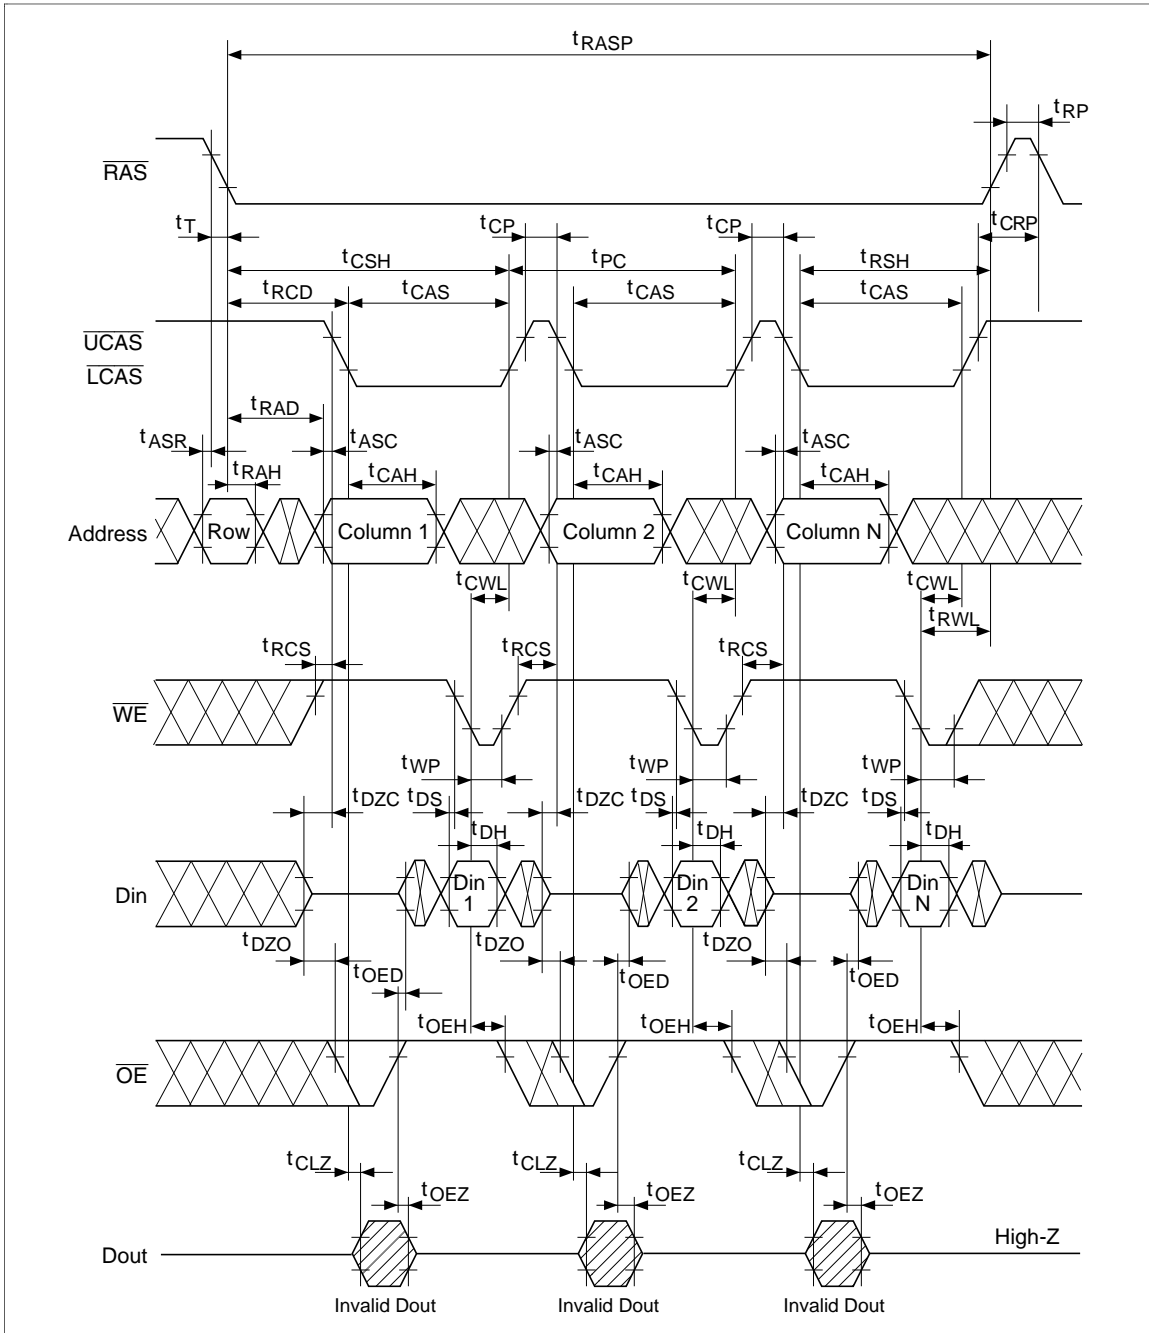 tRASP
tRP
RAS
tT
tCP
tCP
tCRP
tCSH
tPC
tRSH
tRCD
tCAS
tCAS
tCAS
UCAS
LCAS
tRAD
tASR
tASC
tASC
tASC
tRAH
tCAH
tCAH
tCAH
Address
Row
Column 1
Column 2
Column N
tCWL
tCWL
tCWL
tRWL
tRCS
tRCS
tRCS
WE
tWP
tWP
tWP
tDZC
tDS
tDZC
tDS
tDZC
tDS
tDH
tDH
tDH
Din
Din 1
Din 2
Din N
tDZO
tDZO
tDZO
tOED
tOED
tOED
tOEH
tOEH
tOEH
OE
tCLZ
tCLZ
tCLZ
tOEZ
tOEZ
tOEZ
Dout
High-Z
Invalid Dout
Invalid Dout
Invalid Dout